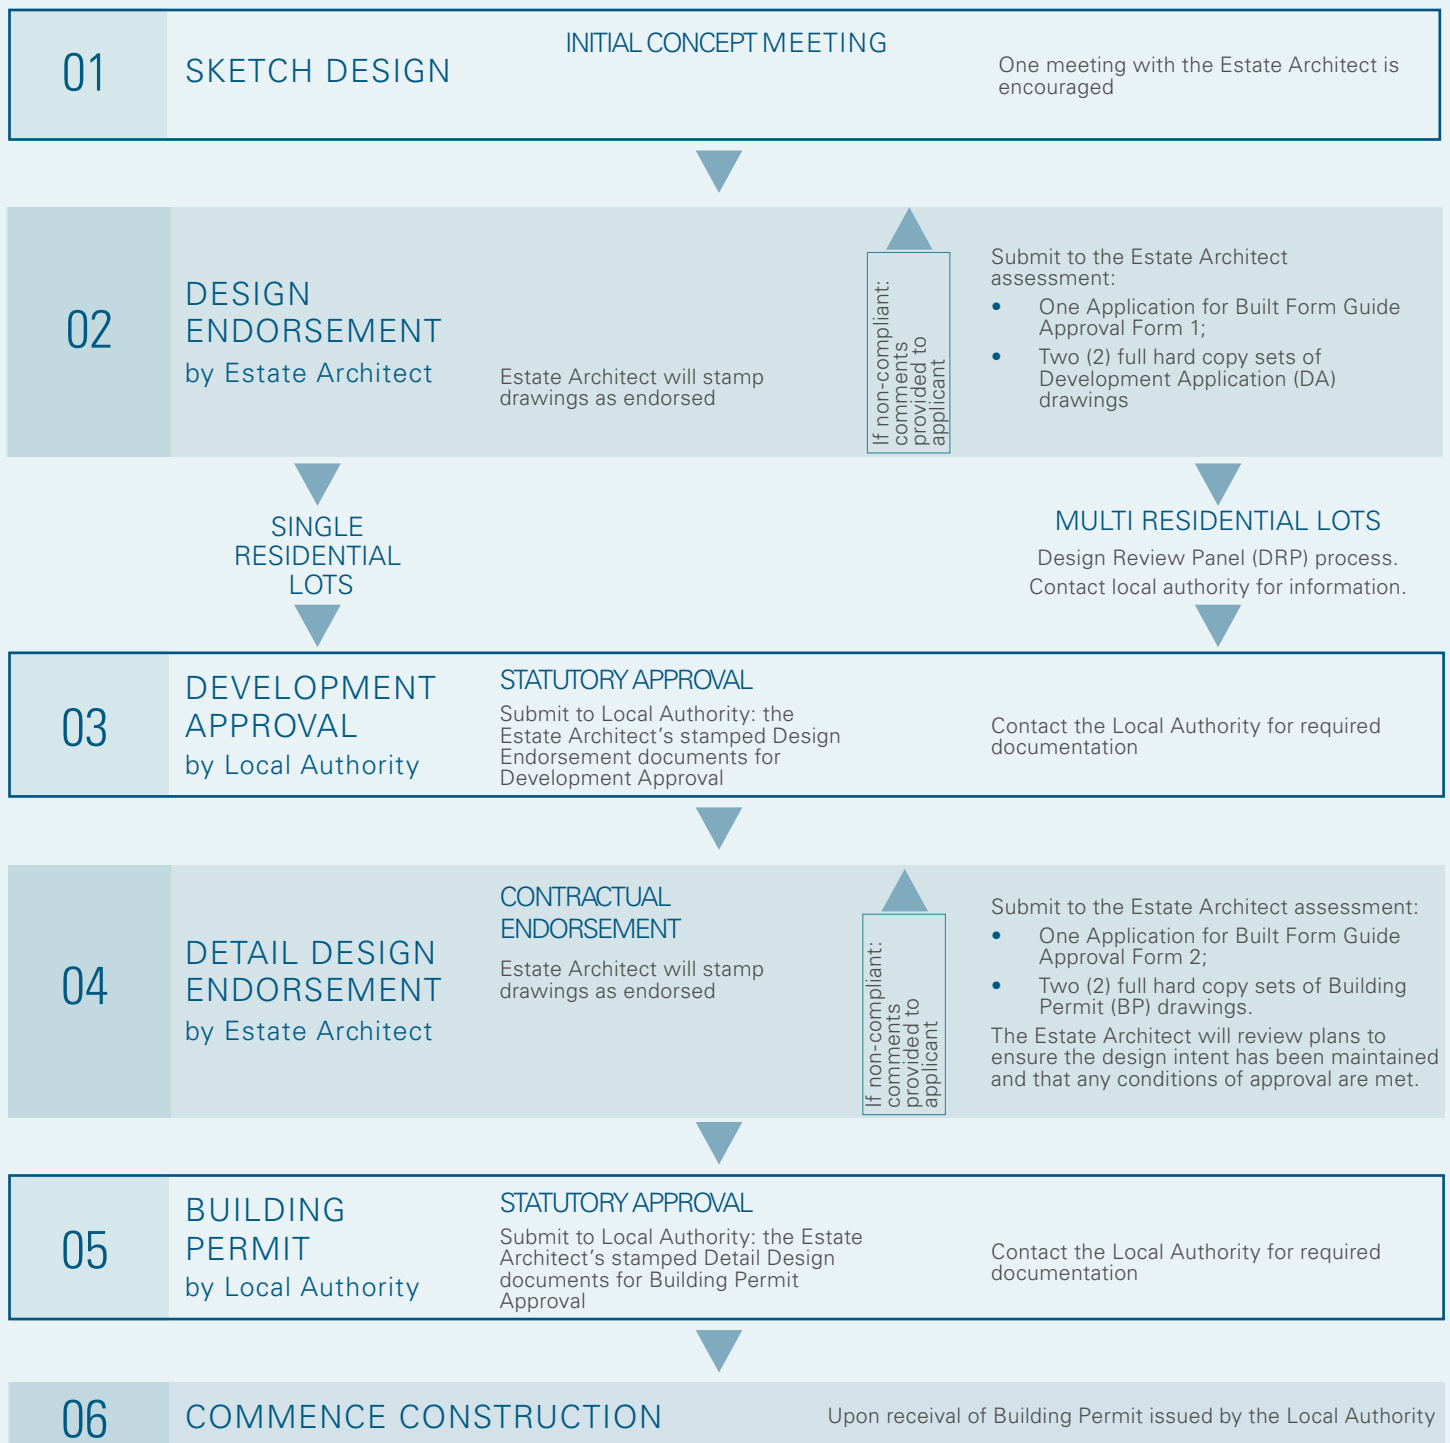 01
SKETCH DESIGN
INITIAL CONCEPT MEETING
One meeting with the Estate Architect is
encouraged
02
DESIGN
ENDORSEMENT
by Estate Architect
Estate Architect will stamp
drawings as endorsed
If non-compliant:
comments
provided to
applicant
Submit to the Estate Architect
assessment:
• One Application for Built Form Guide
Approval Form 1;
• Two (2) full hard copy sets of
Development Application (DA)
drawings
SINGLE
RESIDENTIAL
LOTS
MULTI RESIDENTIAL LOTS
Design Review Panel (DRP) process.
Contact local authority for information.
03
DEVELOPMENT
APPROVAL
by Local Authority
STATUTORY APPROVAL
Submit to Local Authority: the
Estate Architect's stamped Design
Endorsement documents for
Development Approval
Contact the Local Authority for required
documentation
04
DETAIL DESIGN
ENDORSEMENT
by Estate Architect
CONTRACTUAL
ENDORSEMENT
Estate Architect will stamp
drawings as endorsed
If non-compliant:
comments
provided to
applicant
Submit to the Estate Architect assessment:
• One Application for Built Form Guide
Approval Form 2;
• Two (2) full hard copy sets of Building
Permit (BP) drawings.
The Estate Architect will review plans to
ensure the design intent has been maintained
and that any conditions of approval are met.
05
BUILDING
PERMIT
by Local Authority
STATUTORY APPROVAL
Submit to Local Authority: the Estate
Architect's stamped Detail Design
documents for Building Permit
Approval
Contact the Local Authority for required
documentation
06
COMMENCE CONSTRUCTION
Upon receival of Building Permit issued by the Local Authority